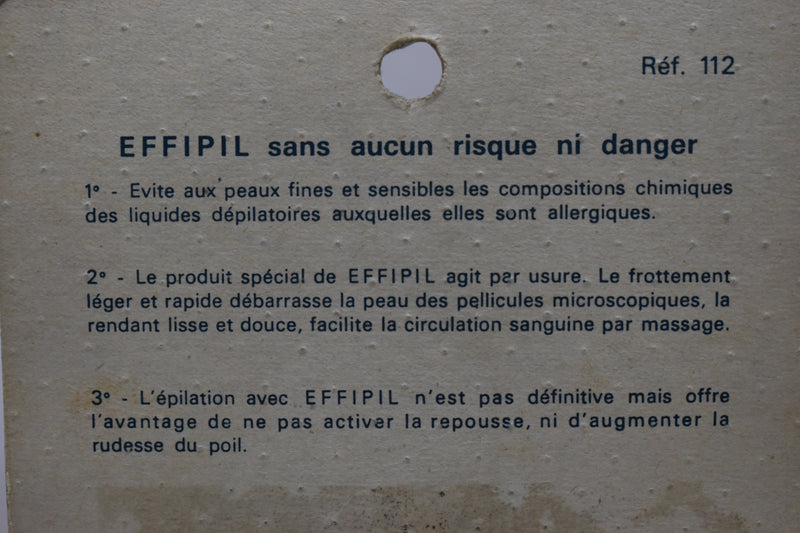 Réf. 112
EFFIPIL sans aucun risque ni danger
1° - Evite aux peaux fines et sensibles les compositions chimiques
des liquides dépilatoires auxquelles elles sont allergiques.
2° - Le produit spécial de EFFIPIL agit par usure. Le frottement
léger et rapide débarrasse la peau des pellicules microscopiques, la
rendant lisse et douce, facilite la circulation sanguine par massage.
3° - L'épilation avec EFFIPIL n'est pas définitive mais offre
l'avantage de ne pas activer la repousse, ni d'augmenter la
rudesse du poil.